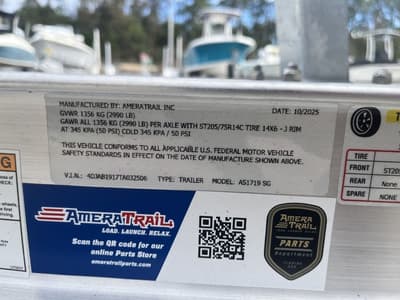 MANUFACTURED BY: AMERATRAIL INC DATE: 10/2025
GVWR 1356 KG (2990 LB)
GAWR ALL 1356 KG (2990 LB) PER AXLE WITH ST205/75R14C TIRE 14X6 - J RIM
AT 345 KPA (50 PSI) COLD 345 KPA / 50 PSI
THIS VEHICLE CONFORMS TO ALL APPLICABLE U.S. FEDERAL MOTOR VEHICLE
SAFETY STANDARDS IN EFFECT ON THE DATE OF MANUFACTURE SHOWN ABOVE.
V.I.N.: 4D3AB1917TA032506 TYPE: TRAILER MODEL: AS1719 SG
AMERATRAIL
LOAD. LAUNCH. RELAX.
Scan the QR code for our
online Parts Store
ameratrailparts.com
AMERA
TRAIL
PARTS
Department
TIRE
FRONT ST205
REAR None
SPARE NONE
G